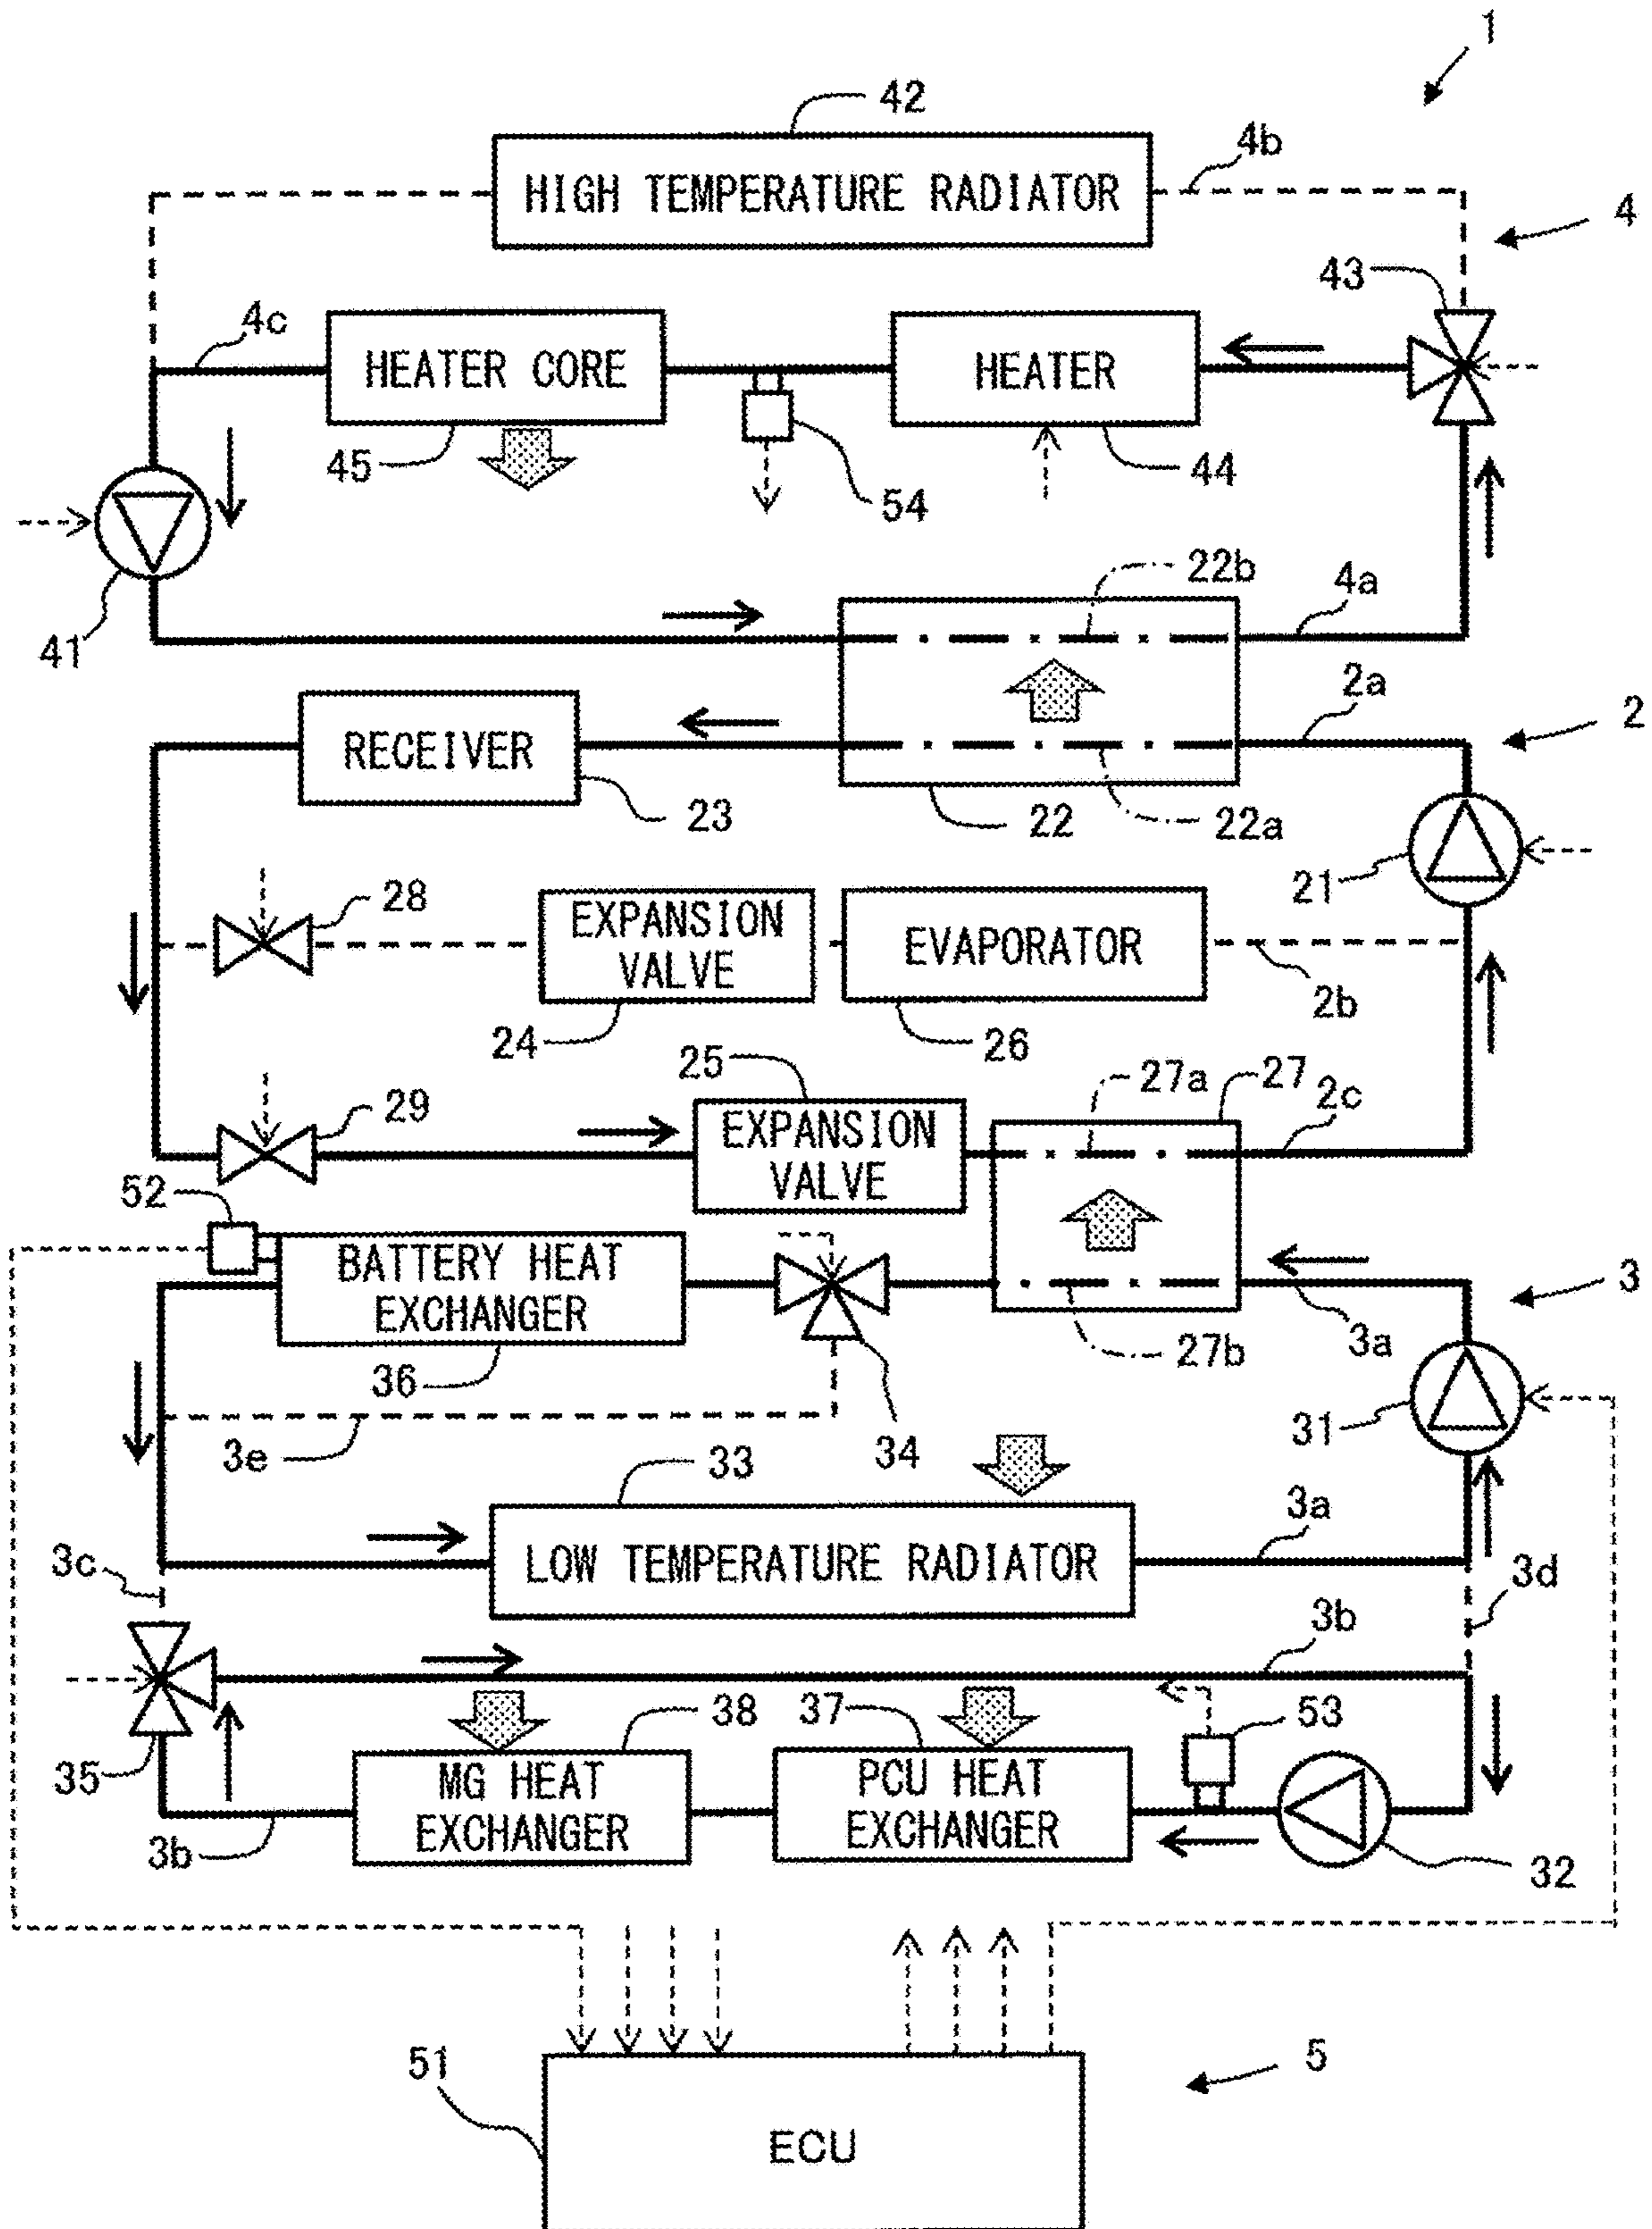 1
42
4b
HIGH TEMPERATURE RADIATOR
4
43
4c
HEATER CORE
HEATER
45
54
44
41
22b
4a
2a
2
RECEIVER
23
22
22a
21
28
EXPANSION
VALVE
EVAPORATOR
24
26
2b
25
27a
27
2c
29
EXPANSION
VALVE
52
BATTERY HEAT
EXCHANGER
3
36
27b
3a
31
3e
34
33
3a
LOW TEMPERATURE RADIATOR
3c
3d
3b
38
37
53
35
MG HEAT
EXCHANGER
PCU HEAT
EXCHANGER
3b
32
51
5
ECU